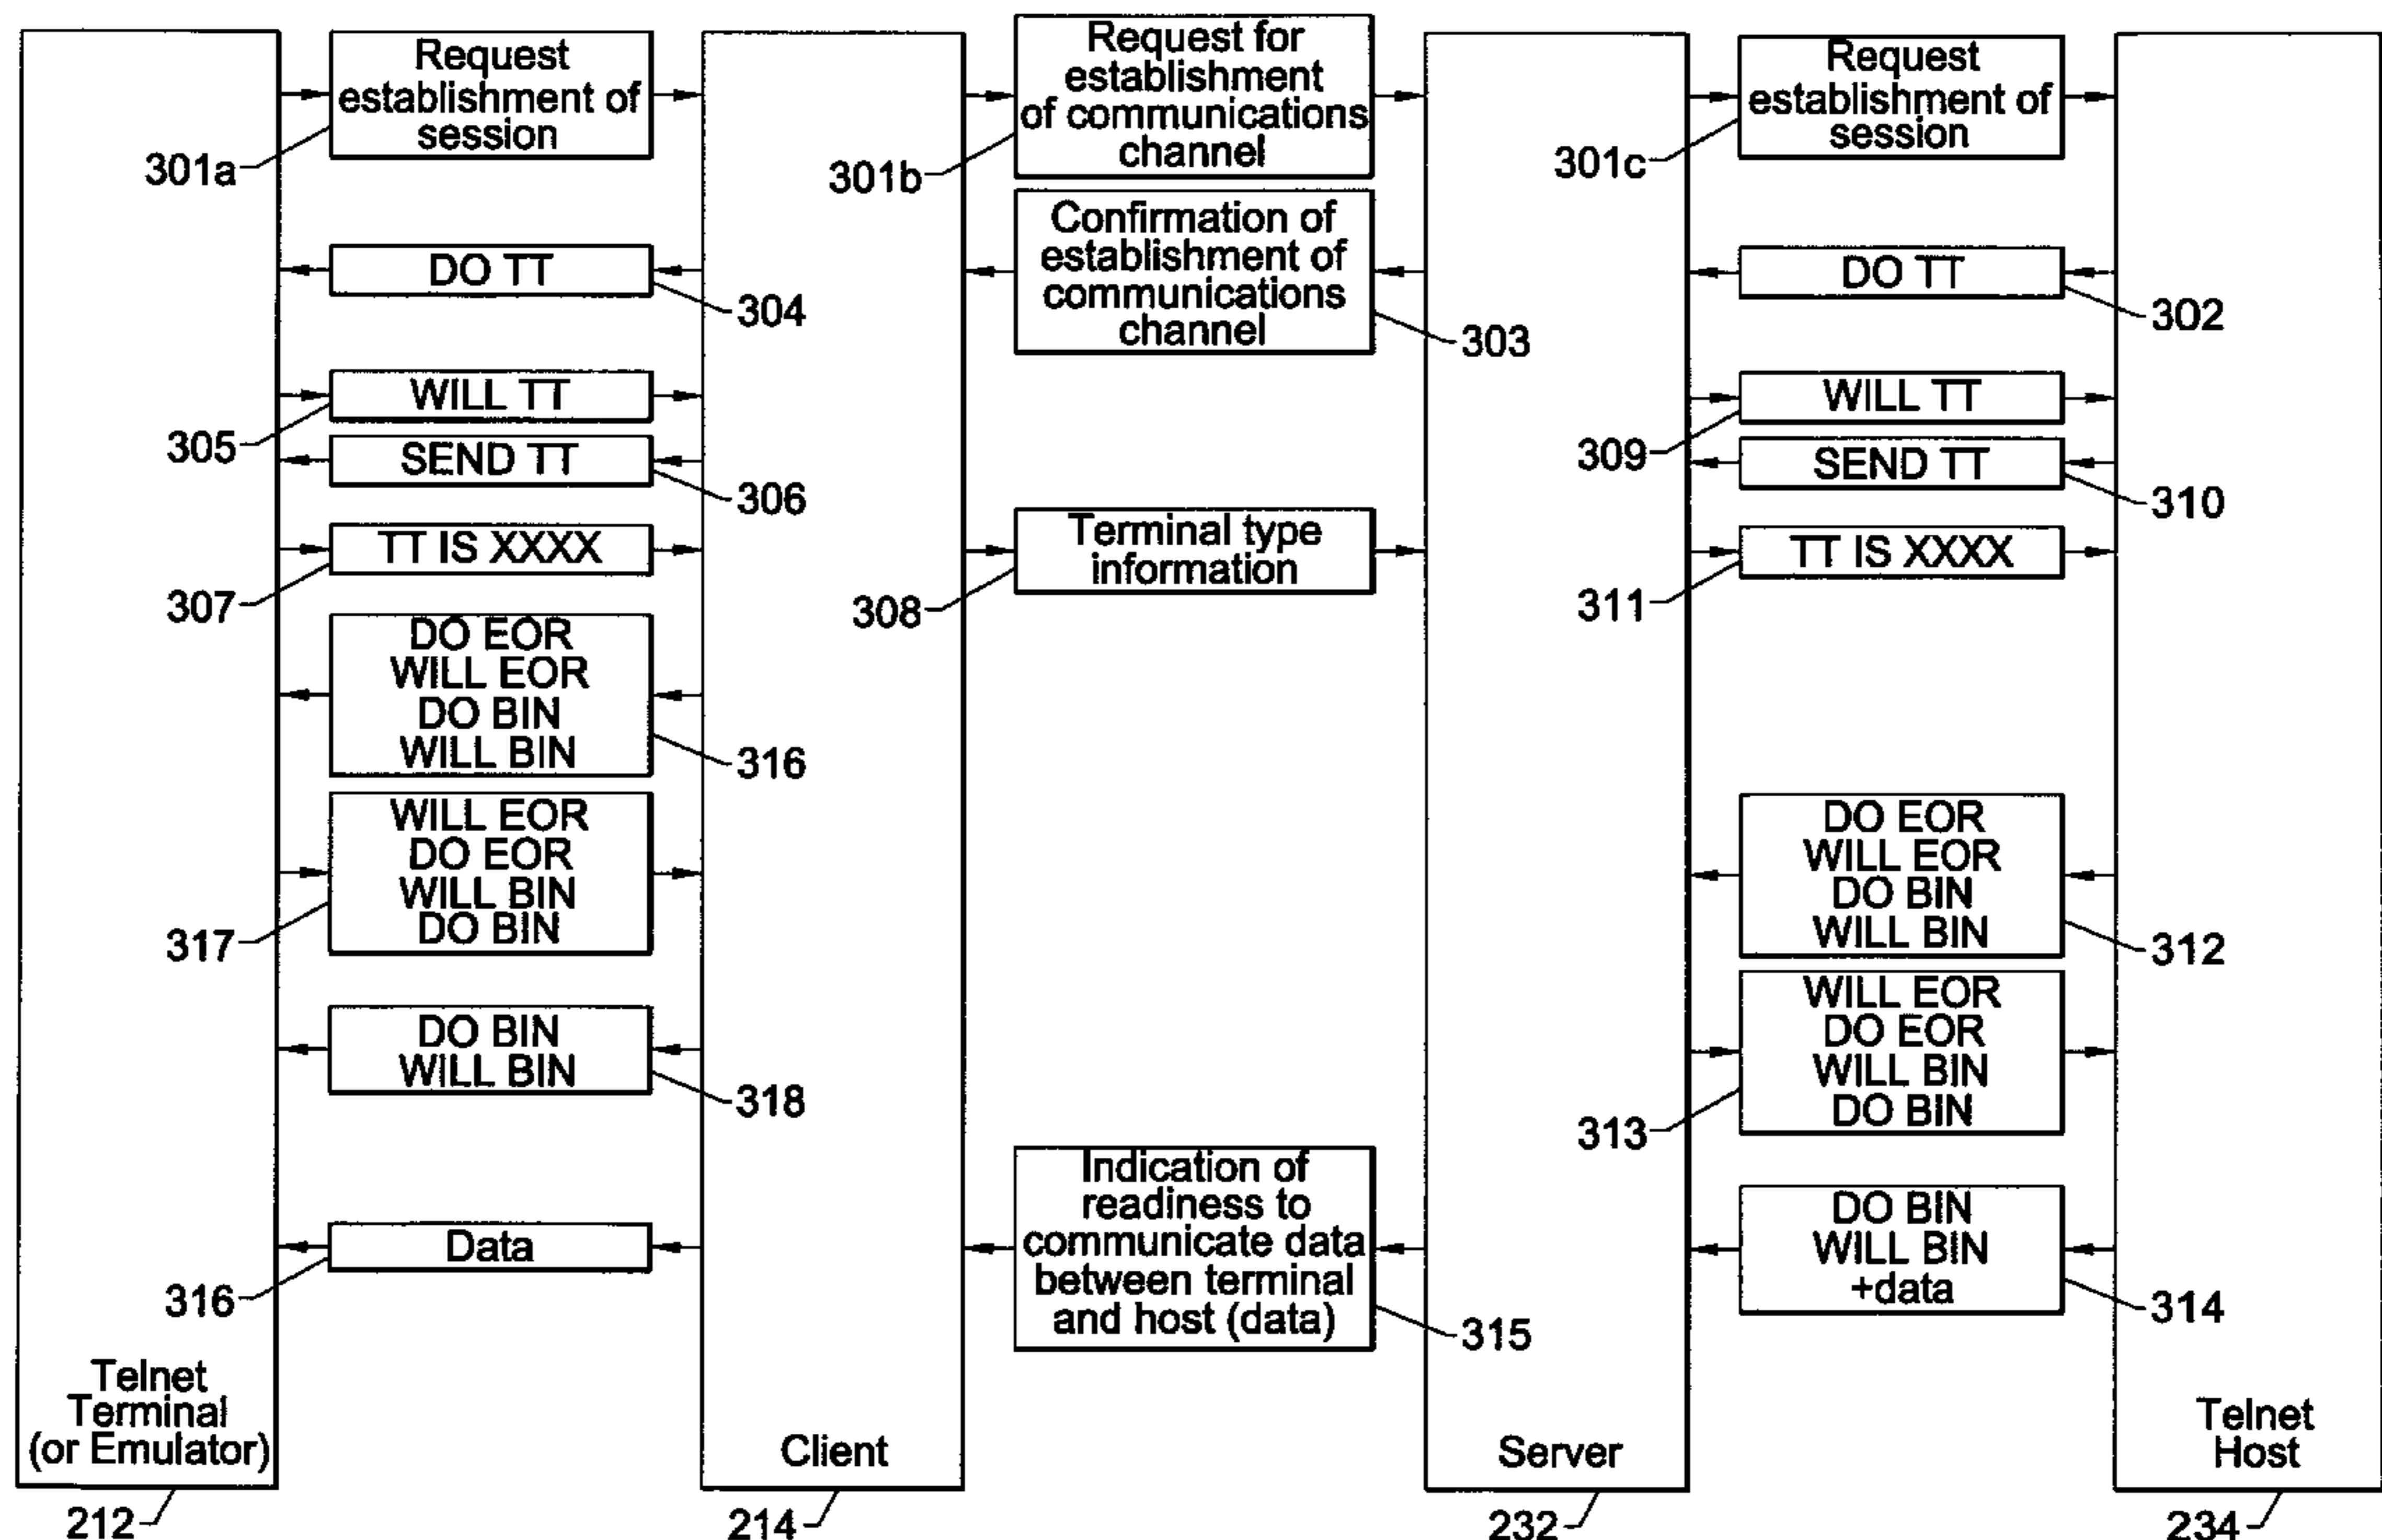 Request
establishment of
session
301a
Request for
establishment
of communications
channel
301b
Request
establishment of
session
301c
DO TT
304
Confirmation of
establishment of
communications
channel
303
DO TT
302
WILL TT
305
SEND TT
306
WILL TT
309
SEND TT
310
TT IS XXXX
307
Terminal type
information
308
TT IS XXXX
311
DO EOR
WILL EOR
DO BIN
WILL BIN
316
WILL EOR
DO EOR
WILL BIN
DO BIN
317
DO EOR
WILL EOR
DO BIN
WILL BIN
312
DO BIN
WILL BIN
318
WILL EOR
DO EOR
WILL BIN
DO BIN
313
Data
316
Indication of
readiness to
communicate data
between terminal
and host (data)
315
DO BIN
WILL BIN
+data
314
Telnet
Terminal
(or Emulator)
212
Client
214
Server
232
Telnet
Host
234